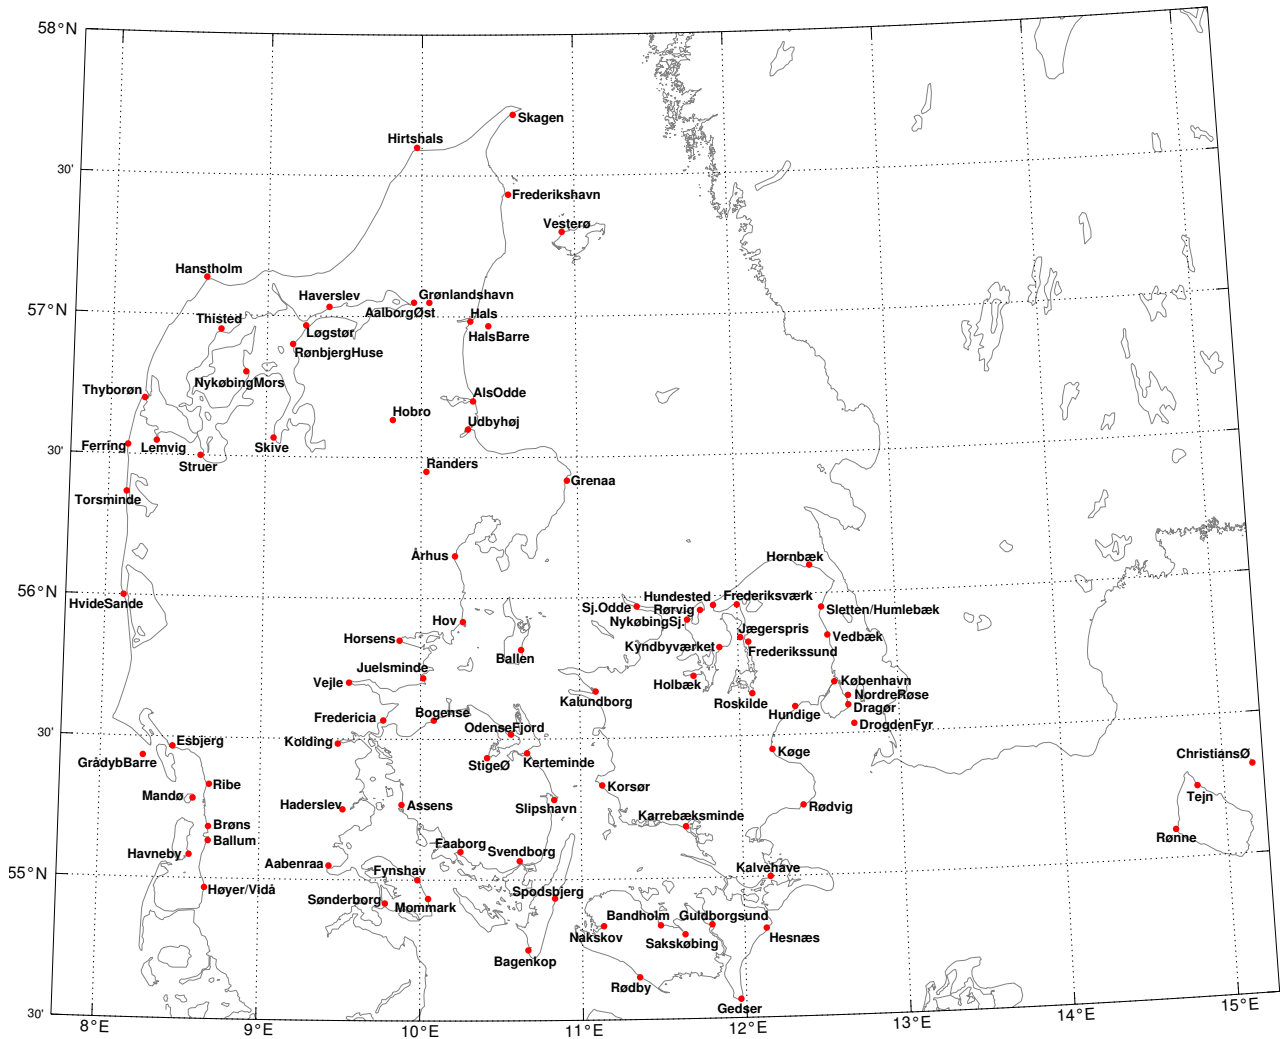 58°N
Skagen
Hirtshals
30'
Frederikshavn
Vesterø
Hanstholm
Haverslev
Grønlandshavn
57°N
Thisted
AalborgØst
Hals
Løgstør
HalsBarre
RønbjergHuse
NykøbingMors
Thyborøn
AlsOdde
Hobro
Udbyhøj
Ferring
Lemvig
Skive
30'
Struer
Randers
Grenaa
Torsminde
Århus
Hornbæk
56°N
HvideSande
Hundested
Frederiksværk
Sj.Odde
Rørvig
Sletten/Humlebæk
Hov
NykøbingSj.
Jægerspris
Vedbæk
Horsens
Kyndbyværket
Frederikssund
Ballen
Juelsminde
Vejle
Holbæk
København
NordreRøse
Kalundborg
Roskilde
Dragør
Bogense
Hundige
Fredericia
OdenseFjord
DrogdenFyr
30'
Esbjerg
Kolding
Køge
ChristiansØ
GrådybBarre
StigeØ
Kerteminde
Ribe
Korsør
Mandø
Tejn
Haderslev
Assens
Slipshavn
Rødvig
Karrebæksminde
Brøns
Rønne
Ballum
Faaborg
Svendborg
Havneby
Aabenraa
Fynshav
Kalvehave
55°N
Høyer/Vidå
Spodsbjerg
Sønderborg
Mommark
Bandholm
Guldborgsund
Nakskov
Sakskøbing
Hesnæs
Bagenkop
Rødby
Gedser
30'
8°E
9°E
10°E
11°E
12°E
13°E
14°E
15°E